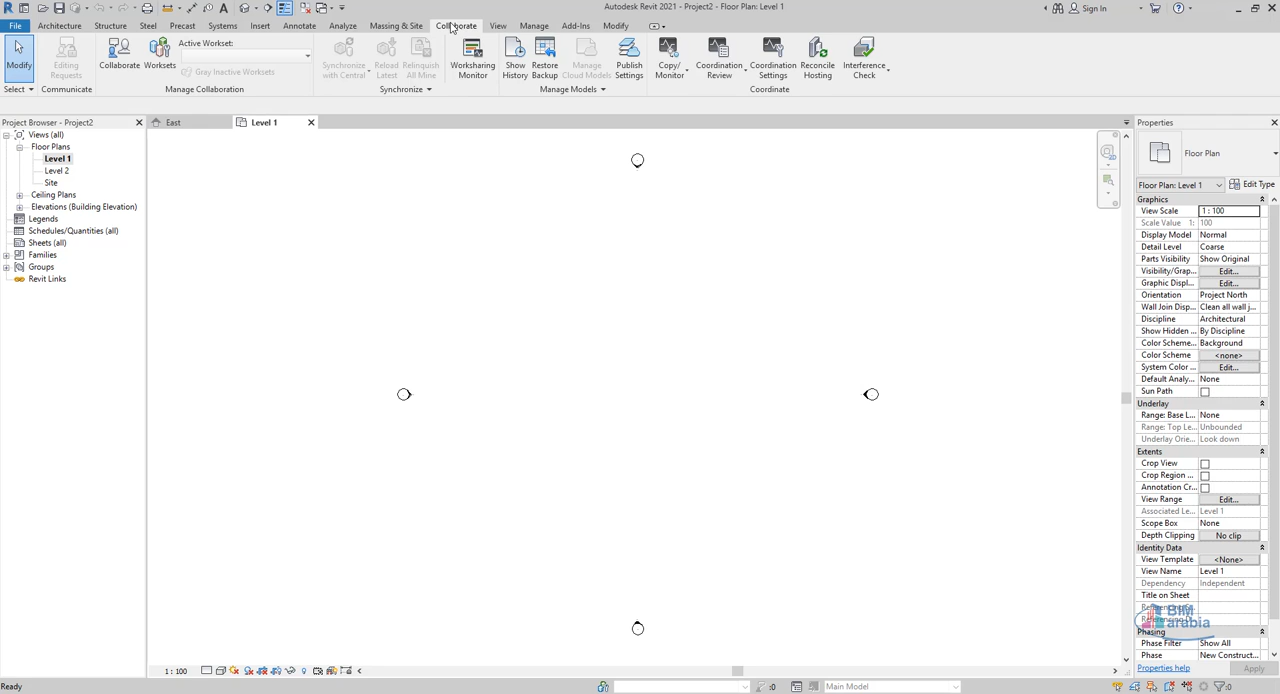 Autodesk Revit 2021 - Project2 - Floor Plan: Level 1
Sign In
File Architecture Structure Steel Precast Systems Insert Annotate Analyze Massing & Site Collaborate View Manage Add-Ins Modify
Modify
Select
Editing Requests
Communicate
Collaborate
Worksets
Active Workset:
Gray Inactive Worksets
Manage Collaboration
Synchronize with Central
Reload Latest
Relinquish All Mine
Synchronize
Worksharing Monitor
Show History
Restore Backup
Manage Cloud Models
Publish Settings
Manage Models
Copy/ Monitor
Coordination Review
Coordination Settings
Reconcile Hosting
Interference Check
Coordinate
Project Browser - Project2
Views (all)
Floor Plans
Level 1
Level 2
Site
Ceiling Plans
Elevations (Building Elevation)
Legends
Schedules/Quantities (all)
Sheets (all)
Families
Groups
Revit Links
East
Level 1
Properties
Floor Plan
Floor Plan: Level 1
Edit Type
Graphics
View Scale 1 : 100
Scale Value 1: 100
Display Model Normal
Detail Level Coarse
Parts Visibility Show Original
Visibility/Grap... Edit...
Graphic Displ... Edit...
Orientation Project North
Wall Join Disp... Clean all wall j...
Discipline Architectural
Show Hidden ... By Discipline
Color Scheme... Background
Color Scheme <none>
System Color ... Edit...
Default Analy... None
Sun Path
Underlay
Range: Base L... None
Range: Top Le... Unbounded
Underlay Orie... Look down
Extents
Crop View
Crop Region ...
Annotation Cr...
View Range Edit...
Associated Le... Level 1
Scope Box None
Depth Clipping No clip
Identity Data
View Template <None>
View Name Level 1
Dependency Independent
Title on Sheet
BIM
arabia
Phasing
Phase Filter Show All
Phase New Construct...
Properties help
Apply
1 : 100
Ready
:0
Main Model
:0